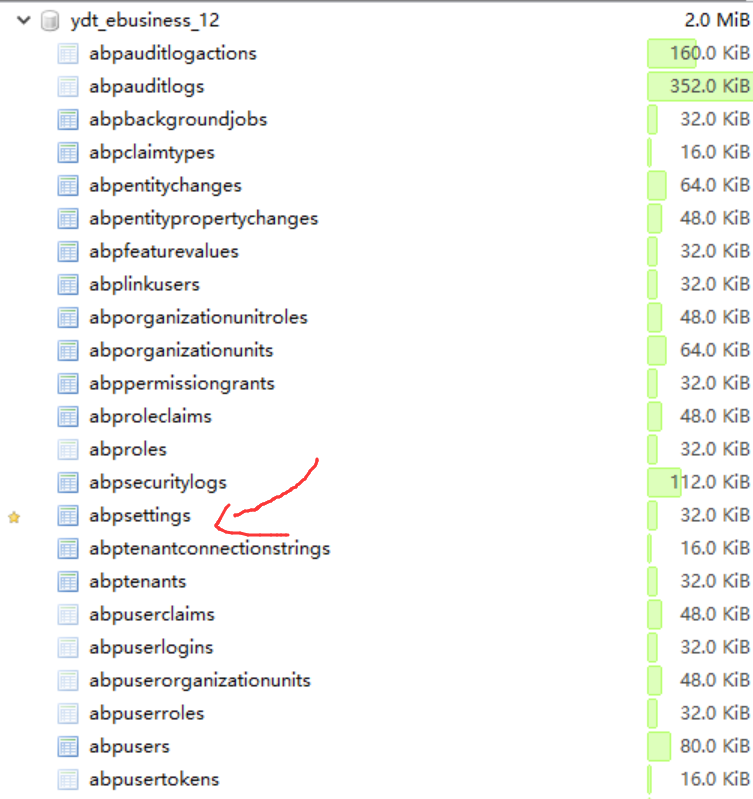 ydt_ebusiness_12 2.0 MiB
abpauditlogactions 160.0 KiB
abpauditlogs 352.0 KiB
abpbackgroundjobs 32.0 KiB
abpclaimtypes 16.0 KiB
abpentitychanges 64.0 KiB
abpentitypropertychanges 48.0 KiB
abpfeaturevalues 32.0 KiB
abplinkusers 32.0 KiB
abporganizationunitroles 48.0 KiB
abporganizationunits 64.0 KiB
abppermissiongrants 32.0 KiB
abproleclaims 48.0 KiB
abproles 32.0 KiB
abpsecuritylogs 112.0 KiB
abpsettings 32.0 KiB
abptenantconnectionstrings 16.0 KiB
abptenants 32.0 KiB
abpuserclaims 48.0 KiB
abpuserlogins 32.0 KiB
abpuserorganizationunits 48.0 KiB
abpuserroles 32.0 KiB
abpusers 80.0 KiB
abpusertokens 16.0 KiB